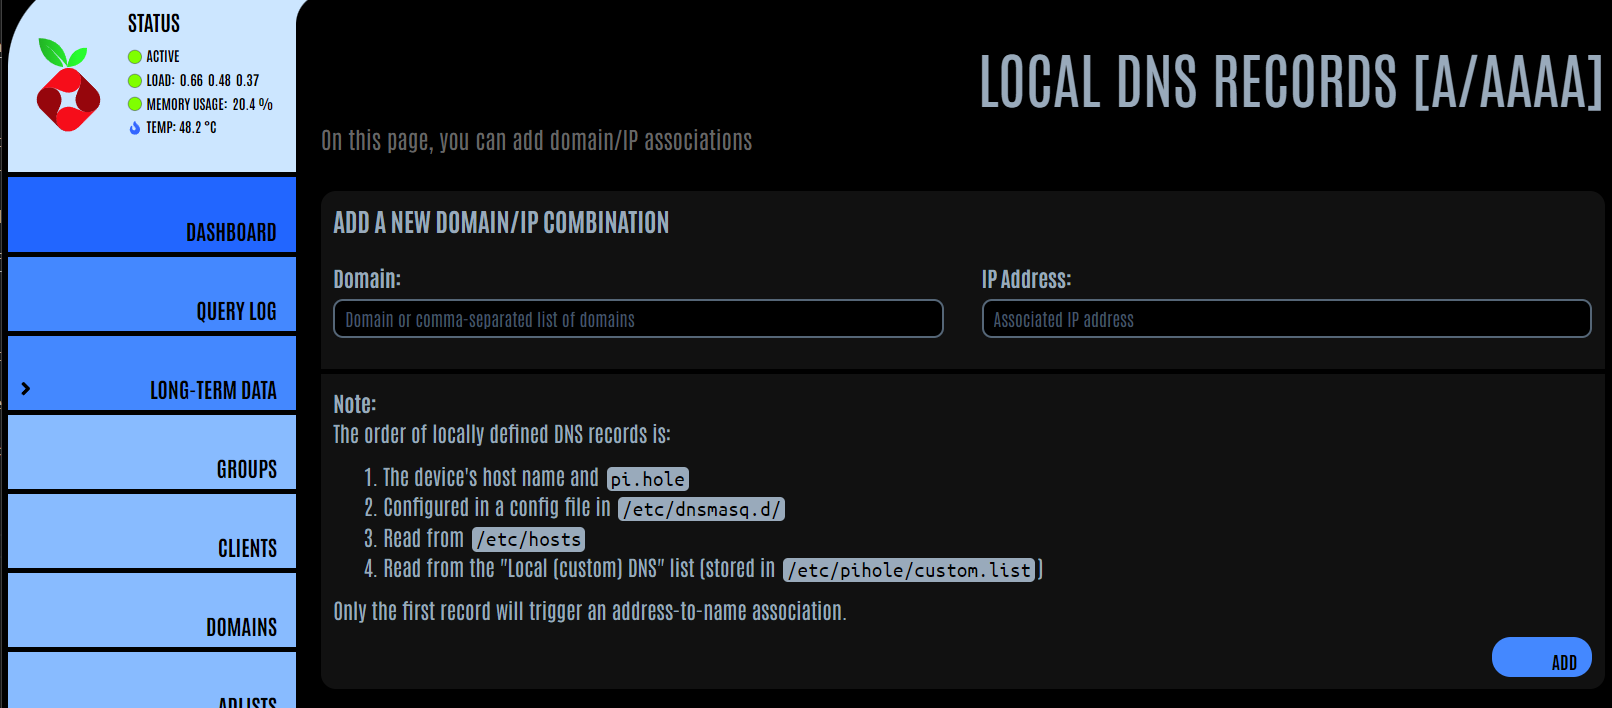 STATUS
ACTIVE
LOAD: 0.66 0.48 0.37
MEMORY USAGE: 20.4 %
TEMP: 48.2 °C
DASHBOARD
QUERY LOG
LONG-TERM DATA
GROUPS
CLIENTS
DOMAINS
ADLISTS
LOCAL DNS RECORDS [A/AAAA]
On this page, you can add domain/IP associations
ADD A NEW DOMAIN/IP COMBINATION
Domain:
Domain or comma-separated list of domains
IP Address:
Associated IP address
Note:
The order of locally defined DNS records is:
1. The device's host name and pi.hole
2. Configured in a config file in /etc/dnsmasq.d/
3. Read from /etc/hosts
4. Read from the "Local (custom) DNS" list (stored in /etc/pihole/custom.list)
Only the first record will trigger an address-to-name association.
ADD